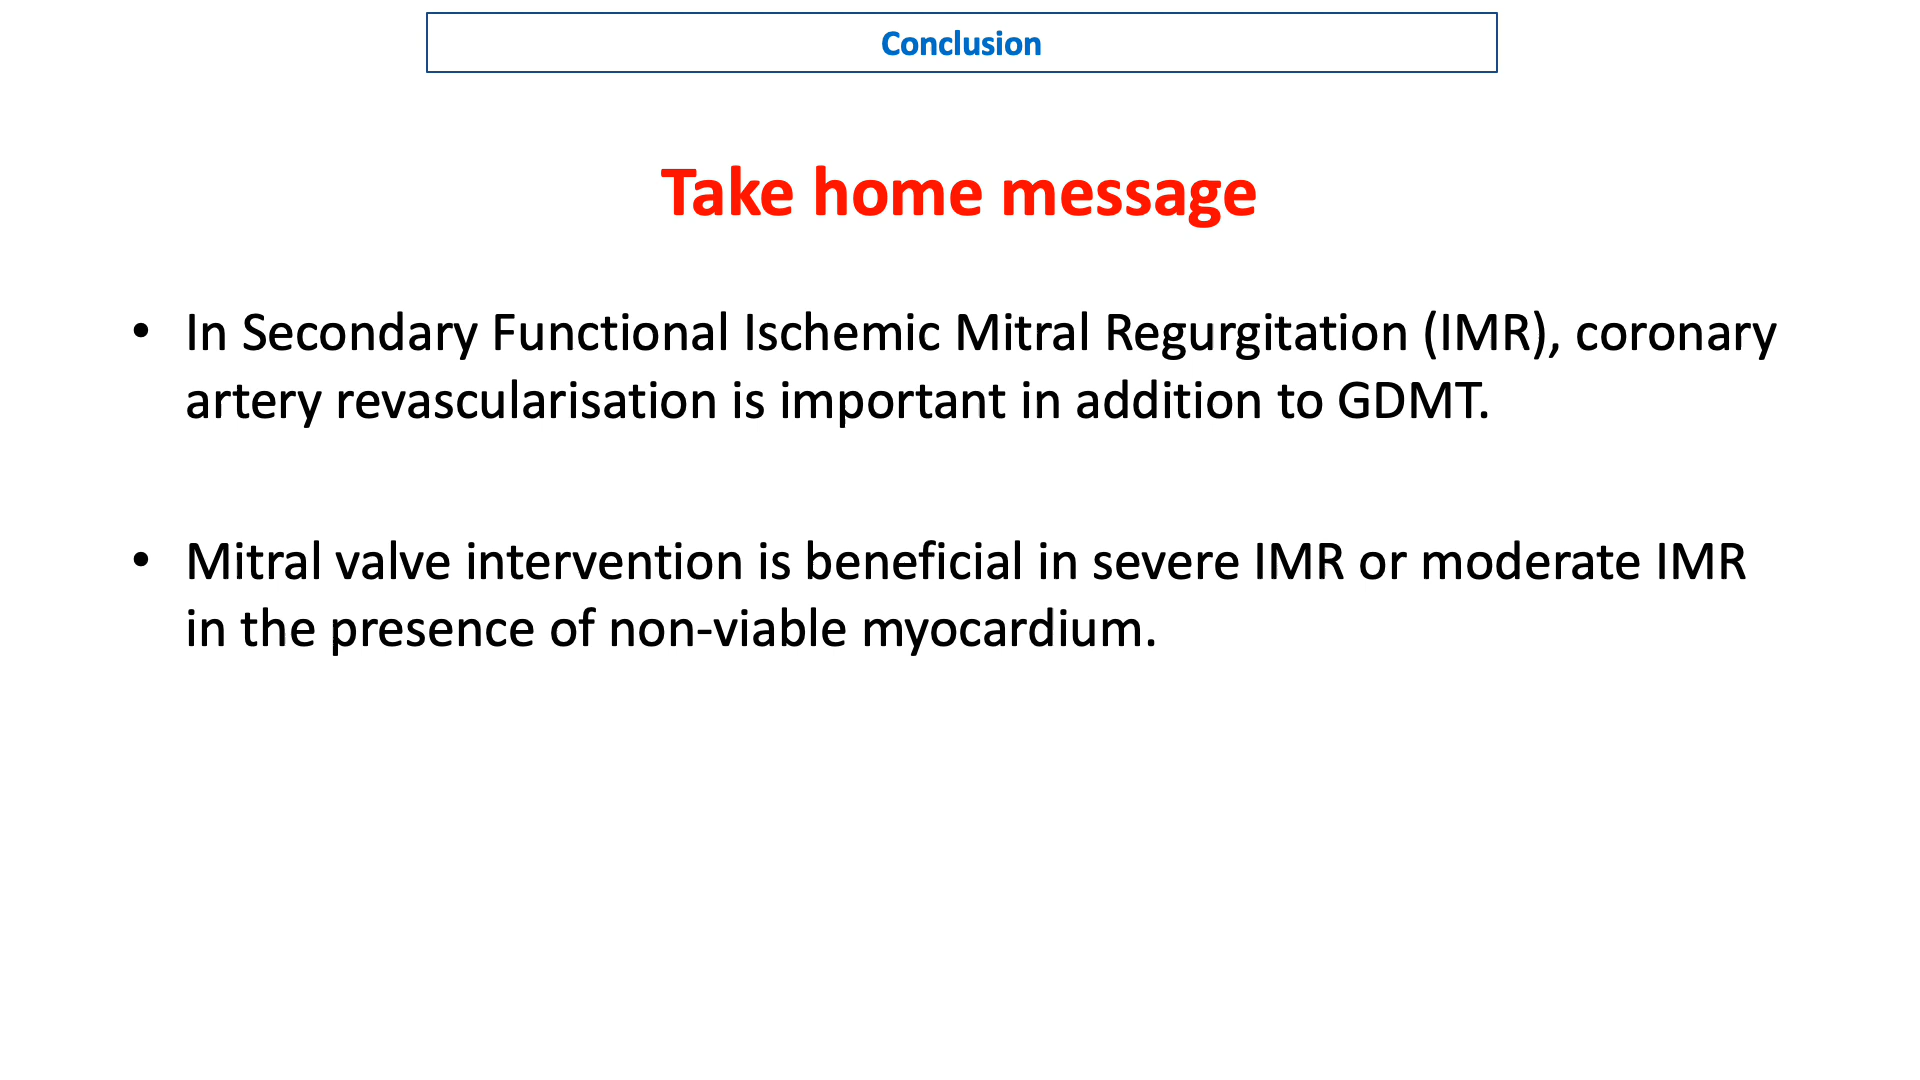 Conclusion
Take home message
• In Secondary Functional Ischemic Mitral Regurgitation (IMR), coronary
artery revascularisation is important in addition to GDMT.
• Mitral valve intervention is beneficial in severe IMR or moderate IMR
in the presence of non-viable myocardium.